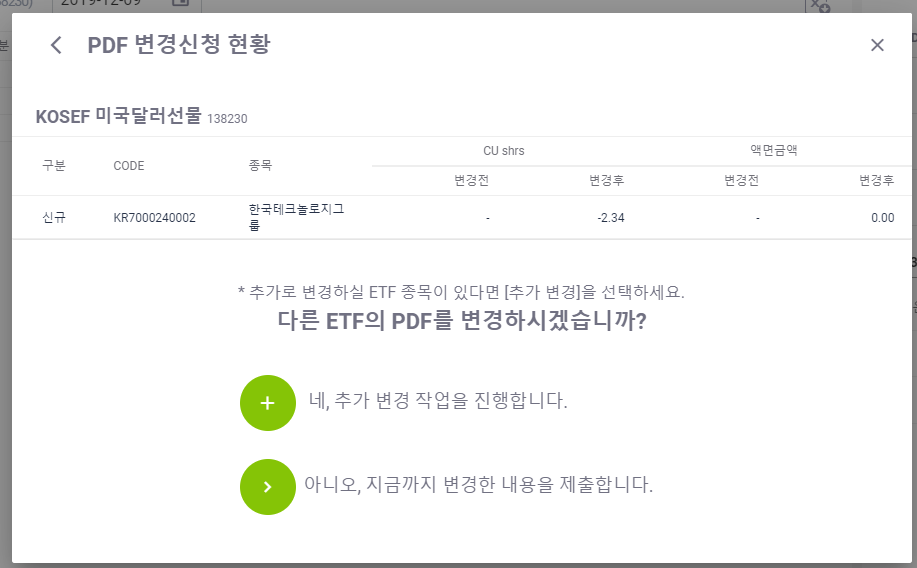 38230)
2019-12-09
PDF 변경신청 현황
KOSEF 미국달러선물 138230
구분 CODE 종목 CU shrs 액면금액
변경전 변경후 변경전 변경후
신규 KR7000240002 한국테크놀로지그룹 - -2.34 - 0.00
* 추가로 변경하실 ETF 종목이 있다면 [추가 변경]을 선택하세요.
다른 ETF의 PDF를 변경하시겠습니까?
네, 추가 변경 작업을 진행합니다.
아니오, 지금까지 변경한 내용을 제출합니다.